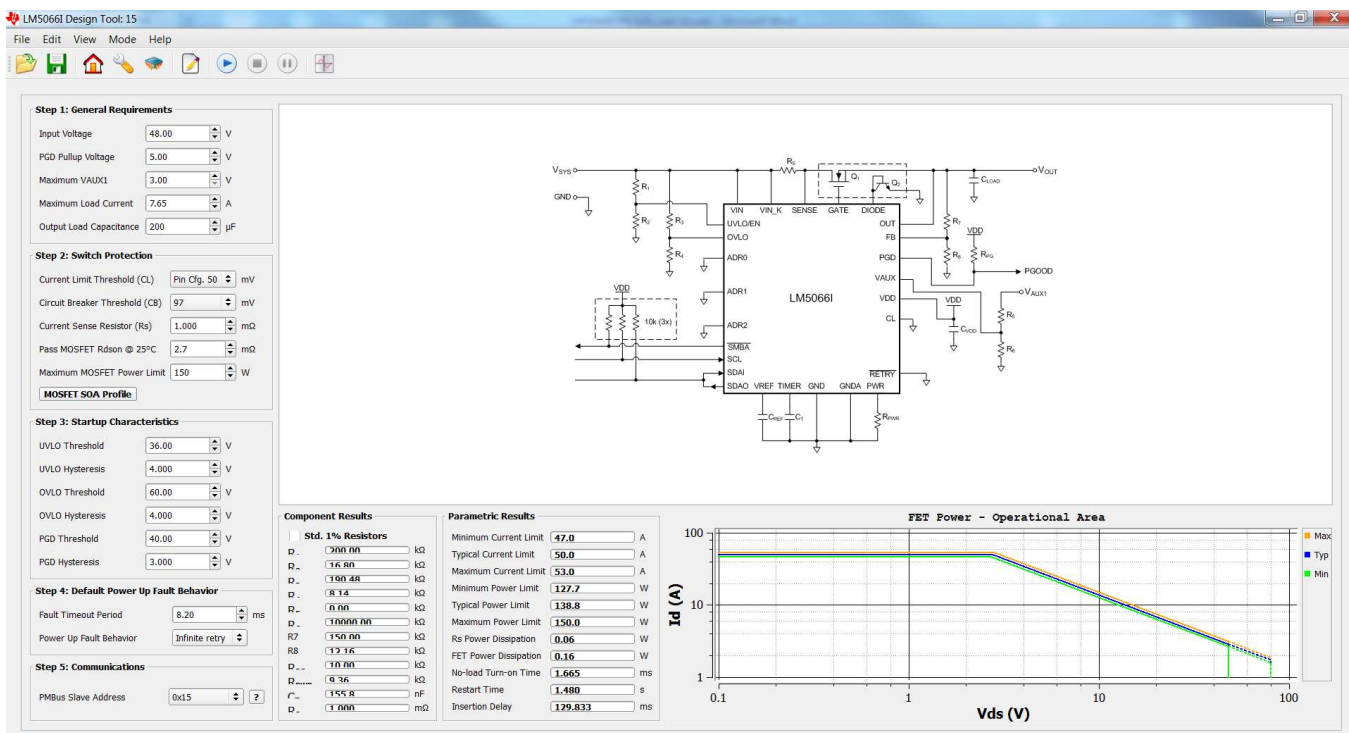 LM5066I Design Tool: 15
File Edit View Mode Help
Step 1: General Requirements
Input Voltage 48.00 V
PGD Pullup Voltage 5.00 V
Maximum VAUX1 3.00 V
Maximum Load Current 7.65 A
Output Load Capacitance 200 µF
Step 2: Switch Protection
Current Limit Threshold (CL) Pin Cfg. 50 mV
Circuit Breaker Threshold (CB) 97 mV
Current Sense Resistor (Rs) 1.000 mΩ
Pass MOSFET Rdson @ 25ºC 2.7 mΩ
Maximum MOSFET Power Limit 150 W
MOSFET SOA Profile
Step 3: Startup Characteristics
UVLO Threshold 36.00 V
UVLO Hysteresis 4.000 V
OVLO Threshold 60.00 V
OVLO Hysteresis 4.000 V
PGD Threshold 40.00 V
PGD Hysteresis 3.000 V
Step 4: Default Power Up Fault Behavior
Fault Timeout Period 8.20 ms
Power Up Fault Behavior Infinite retry
Step 5: Communications
PMBus Slave Address 0x15 ?
VSYS RS Q1 Q2 CLOAD VOUT
GND R1 VIN VIN_K SENSE GATE DIODE
R2 R3 UVLO/EN OUT R7 VDD
OVLO FB
R4 ADR0 PGD R8 RPG
PGOOD
VAUX VAUX1
VDD ADR1 LM5066I VDD VDD
CL R5
10k (3x) ADR2 CVDD
SMBA R6
SCL
SDAI RETRY
SDAO VREF TIMER GND GNDA PWR
CREF CT RPWR
Component Results
Std. 1% Resistors
200.00 kΩ
16.80 kΩ
190.48 kΩ
8.14 kΩ
0.00 kΩ
10000.00 kΩ
R7 150.00 kΩ
R8 12.16 kΩ
10.00 kΩ
9.36 kΩ
155.8 nF
1.000 mΩ
Parametric Results
Minimum Current Limit 47.0 A
Typical Current Limit 50.0 A
Maximum Current Limit 53.0 A
Minimum Power Limit 127.7 W
Typical Power Limit 138.8 W
Maximum Power Limit 150.0 W
Rs Power Dissipation 0.06 W
FET Power Dissipation 0.16 W
No-load Turn-on Time 1.665 ms
Restart Time 1.480 s
Insertion Delay 129.833 ms
FET Power - Operational Area
Id (A)
100
10
1
0.1 1 10 100
Vds (V)
Max
Typ
Min